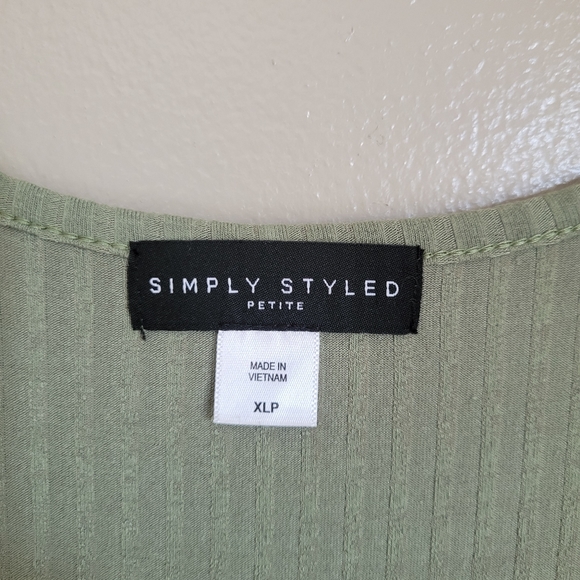 SIMPLY STYLED
PETITE
MADE IN
VIETNAM
XLP